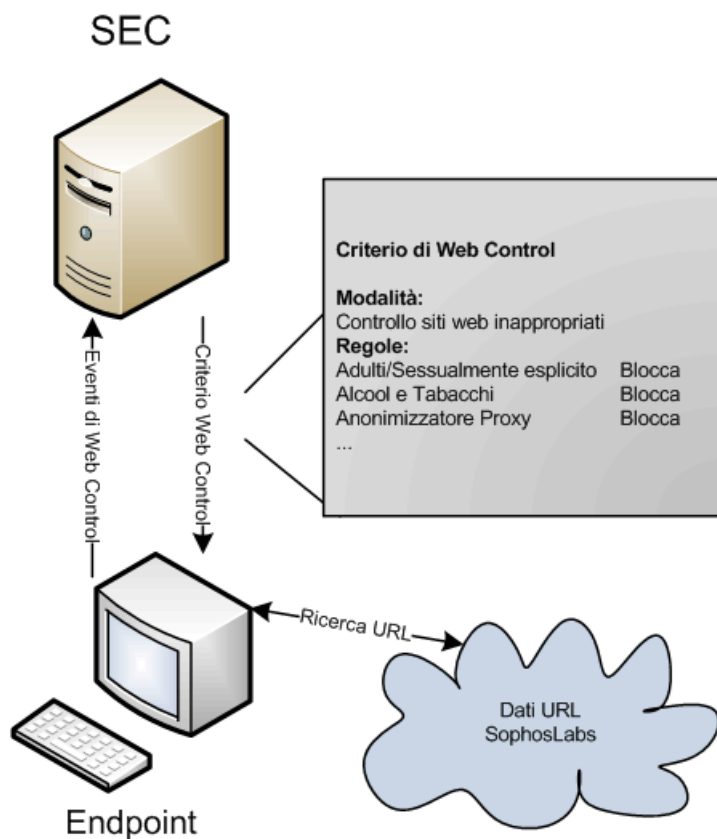 SEC
Criterio di Web Control
Modalità:
Controllo siti web inappropriati
Regole:
Adulti/Sessualmente esplicito Blocca
Alcool e Tabacchi Blocca
Anonimizzatore Proxy Blocca
...
Eventi di Web Control
Criterio Web Control
Ricerca URL
Dati URL
SophosLabs
Endpoint